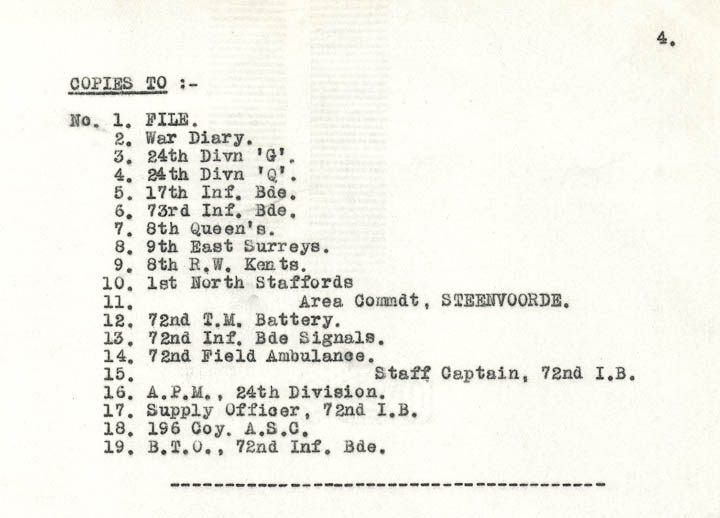 4.
COPIES TO :-
No. 1. FILE.
2. War Diary.
3. 24th Divn 'G'.
4. 24th Divn 'Q'.
5. 17th Inf. Bde.
6. 73rd Inf. Bde.
7. 8th Queen's.
8. 9th East Surreys.
9. 8th R.W. Kents.
10. 1st North Staffords
11. Area Commdt, STEENVOORDE.
12. 72nd T.M. Battery.
13. 72nd Inf. Bde Signals.
14. 72nd Field Ambulance.
15. Staff Captain, 72nd I.B.
16. A.P.M., 24th Division.
17. Supply Officer, 72nd I.B.
18. 196 Coy. A.S.C.
19. B.T.O., 72nd Inf. Bde.